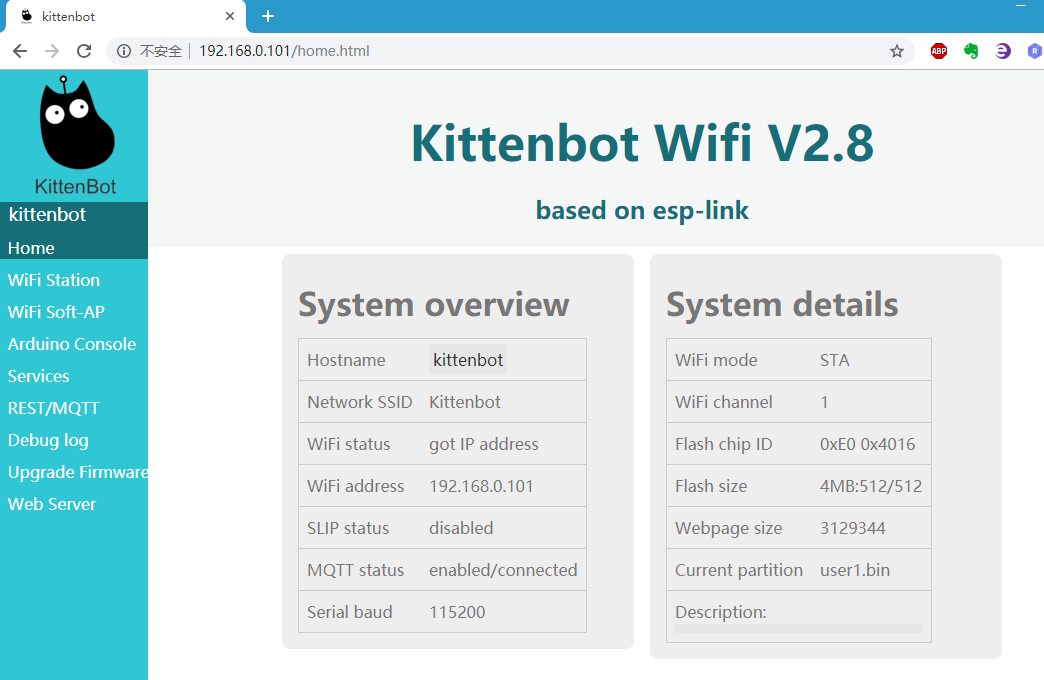 kittenbot
不安全 192.168.0.101/home.html
ABP
R
KittenBot
kittenbot
Home
WiFi Station
WiFi Soft-AP
Arduino Console
Services
REST/MQTT
Debug log
Upgrade Firmware
Web Server
Kittenbot Wifi V2.8
based on esp-link
System overview
Hostname kittenbot
Network SSID Kittenbot
WiFi status got IP address
WiFi address 192.168.0.101
SLIP status disabled
MQTT status enabled/connected
Serial baud 115200
System details
WiFi mode STA
WiFi channel 1
Flash chip ID 0xE0 0x4016
Flash size 4MB:512/512
Webpage size 3129344
Current partition user1.bin
Description: